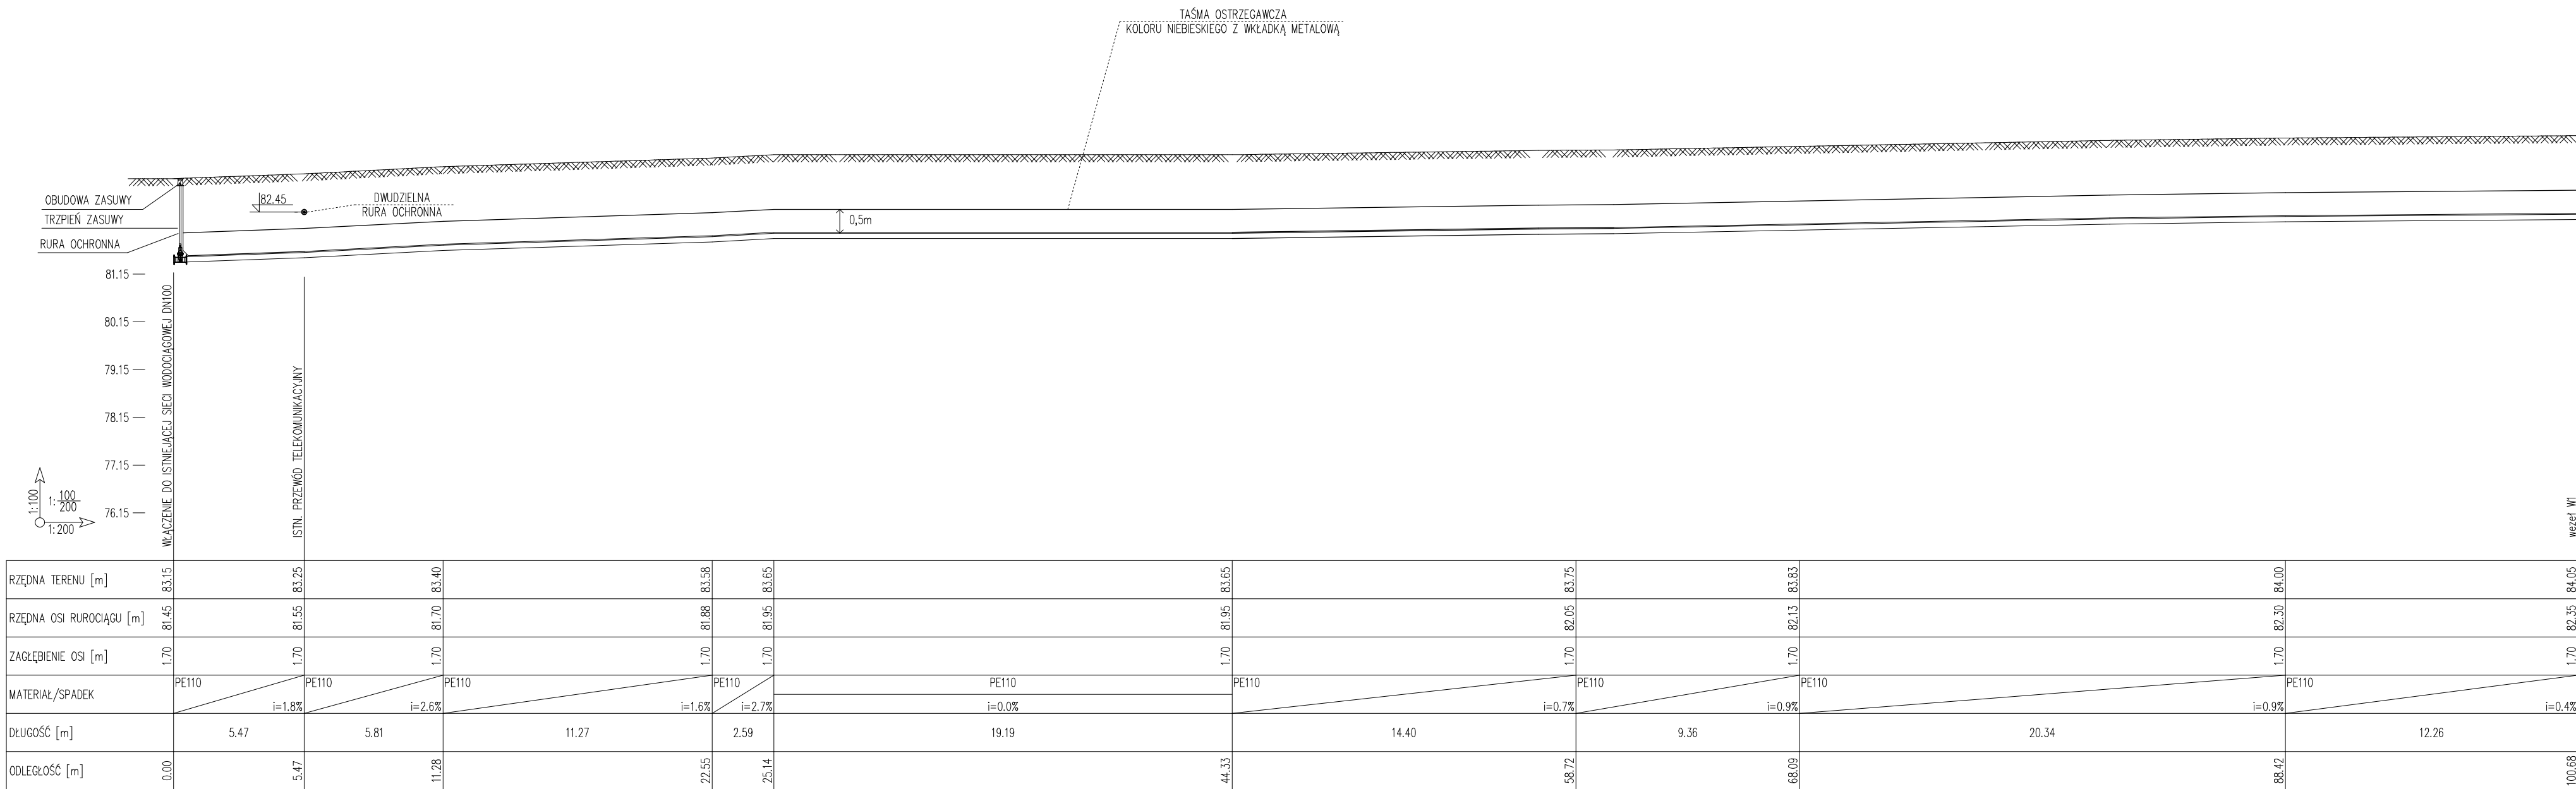 TAŚMA OSTRZEGAWCZA
KOLORU NIEBIESKIEGO Z WKŁADKĄ METALOWĄ
OBUDOWA ZASUWY
TRZPIEŃ ZASUWY
RURA OCHRONNA
82.45
DWUDZIELNA
RURA OCHRONNA
0,5m
81.15
80.15
79.15
78.15
77.15
76.15
1:100
1: 100
200
1:200
WŁĄCZENIE DO ISTNIEJĄCEJ SIECI WODOCIĄGOWEJ DN100
ISTN. PRZEWÓD TELEKOMUNIKACYJNY
węzeł W1
RZĘDNA TERENU [m] 83.15 83.25 83.40 83.58 83.65 83.65 83.75 83.83 84.00 84.05
RZĘDNA OSI RUROCIĄGU [m] 81.45 81.55 81.70 81.88 81.95 81.95 82.05 82.13 82.30 82.35
ZAGŁĘBIENIE OSI [m] 1.70 1.70 1.70 1.70 1.70 1.70 1.70 1.70 1.70 1.70
MATERIAŁ/SPADEK
PE110 PE110 PE110 PE110 PE110 PE110 PE110 PE110 PE110
i=1.8% i=2.6% i=1.6% i=2.7% i=0.0% i=0.7% i=0.9% i=0.9% i=0.4%
DŁUGOŚĆ [m] 5.47 5.81 11.27 2.59 19.19 14.40 9.36 20.34 12.26
ODLEGŁOŚĆ [m] 0.00 5.47 11.28 22.55 25.14 44.33 58.72 68.09 88.42 100.68